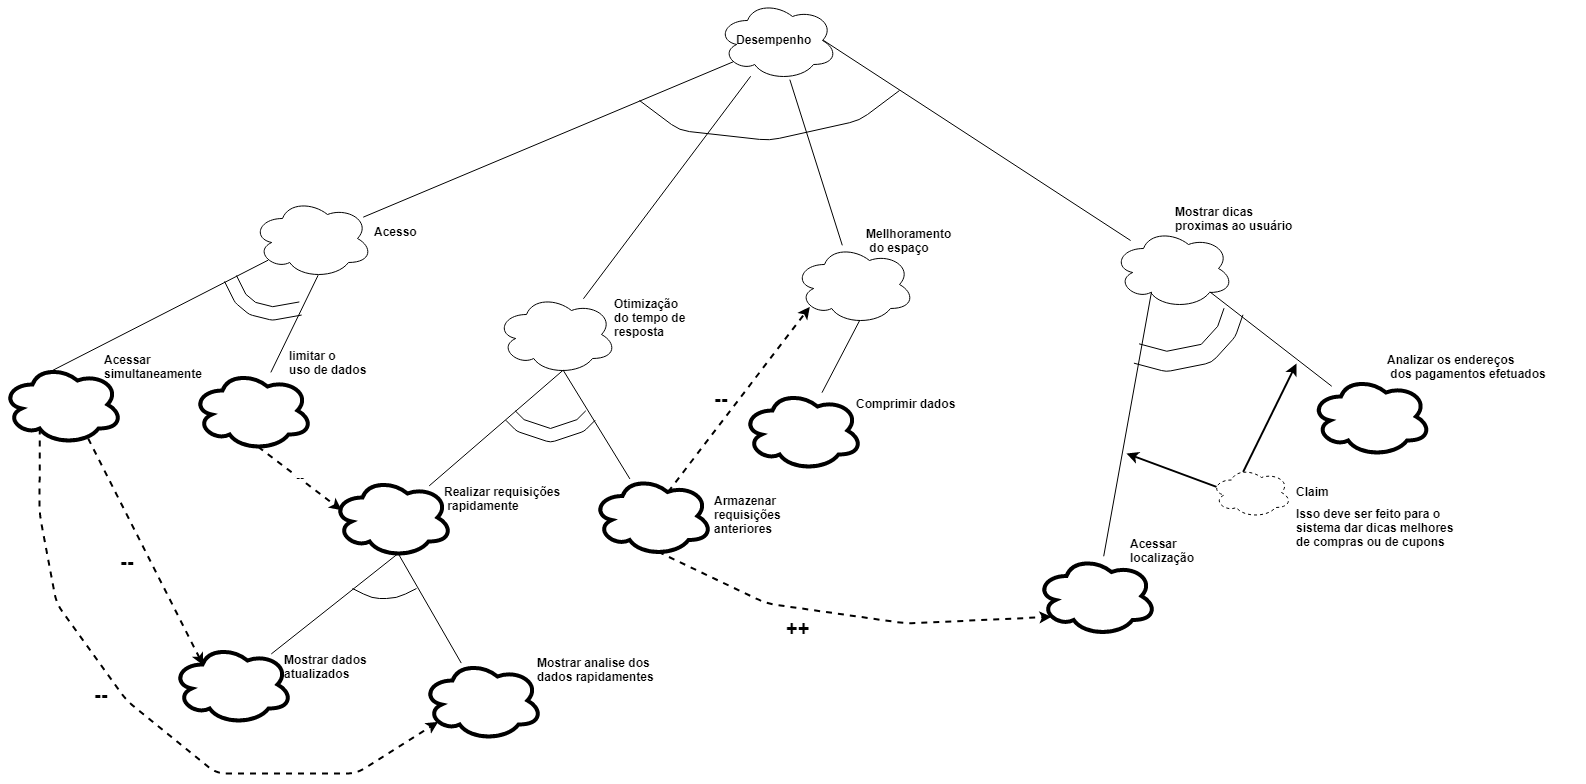 Desempenho
Acesso
Mostrar dicas
proximas ao usuário
Mellhoramento
do espaço
Otimização
do tempo de
resposta
Acessar
simultaneamente
limitar o
uso de dados
Analizar os endereços
dos pagamentos efetuados
Comprimir dados
--
--
Realizar requisições
rapidamente
Armazenar
requisições
anteriores
Claim
Isso deve ser feito para o
sistema dar dicas melhores
de compras ou de cupons
Acessar
localização
--
++
Mostrar dados
atualizados
Mostrar analise dos
dados rapidamentes
--